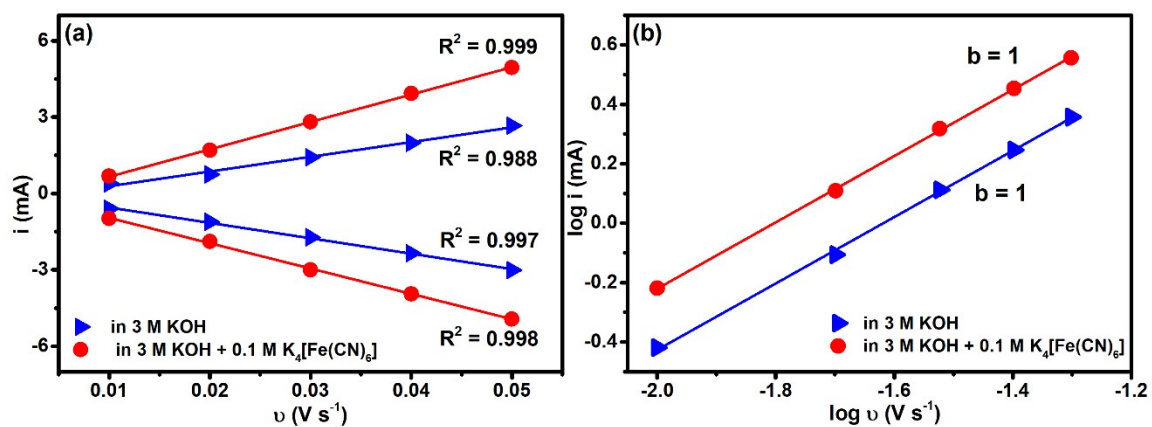 (a)
R² = 0.999
R² = 0.988
R² = 0.997
R² = 0.998
in 3 M KOH
in 3 M KOH + 0.1 M K₄[Fe(CN)₆]
6
3
0
-3
-6
i (mA)
0.01 0.02 0.03 0.04 0.05
υ (V s⁻¹)
(b)
b = 1
b = 1
in 3 M KOH
in 3 M KOH + 0.1 M K₄[Fe(CN)₆]
0.6
0.4
0.2
0.0
-0.2
-0.4
log i (mA)
-2.0 -1.8 -1.6 -1.4 -1.2
log υ (V s⁻¹)